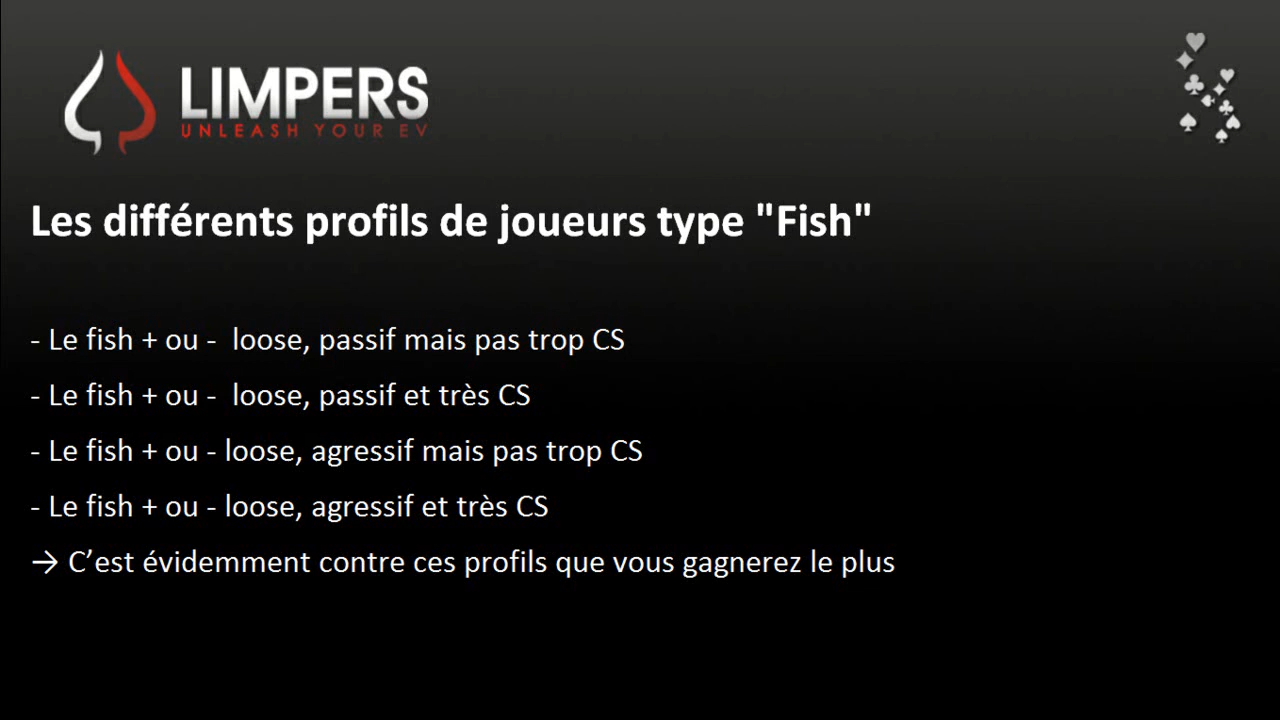 LIMPERS
UNLEASH YOUR EV
Les différents profils de joueurs type "Fish"
- Le fish + ou -  loose, passif mais pas trop CS
- Le fish + ou -  loose, passif et très CS
- Le fish + ou - loose, agressif mais pas trop CS
- Le fish + ou - loose, agressif et très CS
→ C’est évidemment contre ces profils que vous gagnerez le plus